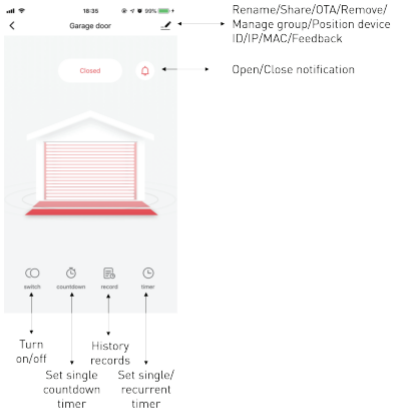 18:35
99%
Garage door
Rename/Share/OTA/Remove/
Manage group/Position device
ID/IP/MAC/Feedback
Closed
Open/Close notification
switch
countdown
record
timer
Turn
on/off
History
records
Set single
countdown
timer
Set single/
recurrent
timer